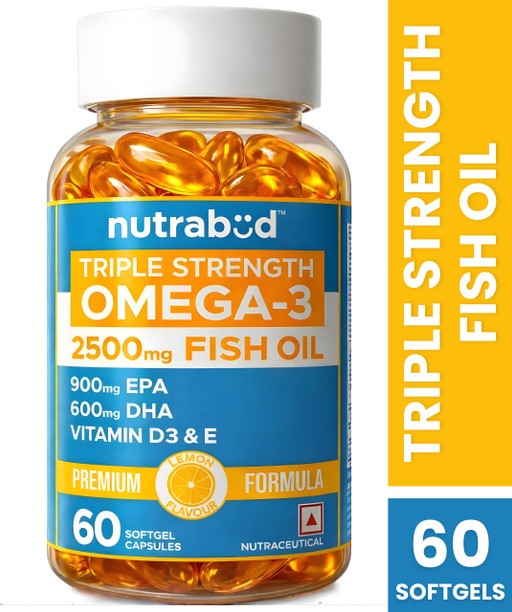 nutrabud™
TRIPLE STRENGTH
OMEGA-3
2500mg FISH OIL
900mg EPA
600mg DHA
VITAMIN D3 & E
PREMIUM
LEMON
FLAVOUR
FORMULA
60 SOFTGEL
CAPSULES
NUTRACEUTICAL
TRIPLE STRENGTH
FISH OIL
60
SOFTGELS